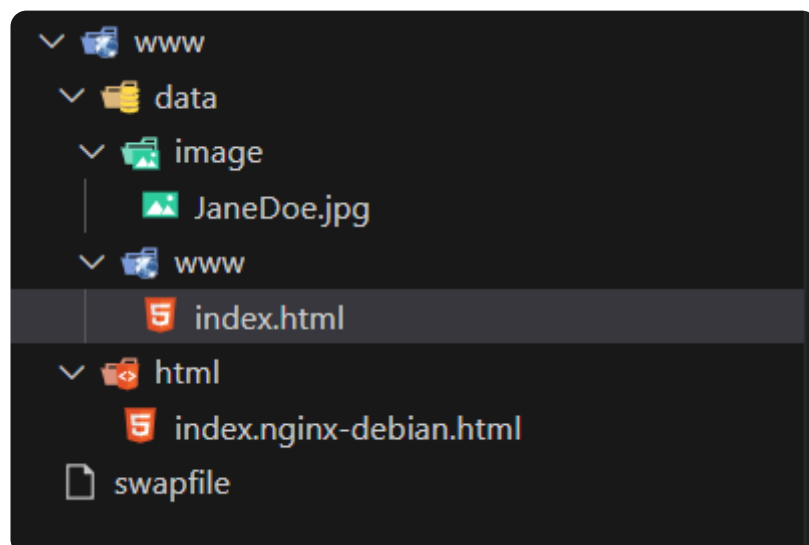 www
data
image
JaneDoe.jpg
www
index.html
html
index.nginx-debian.html
swapfile